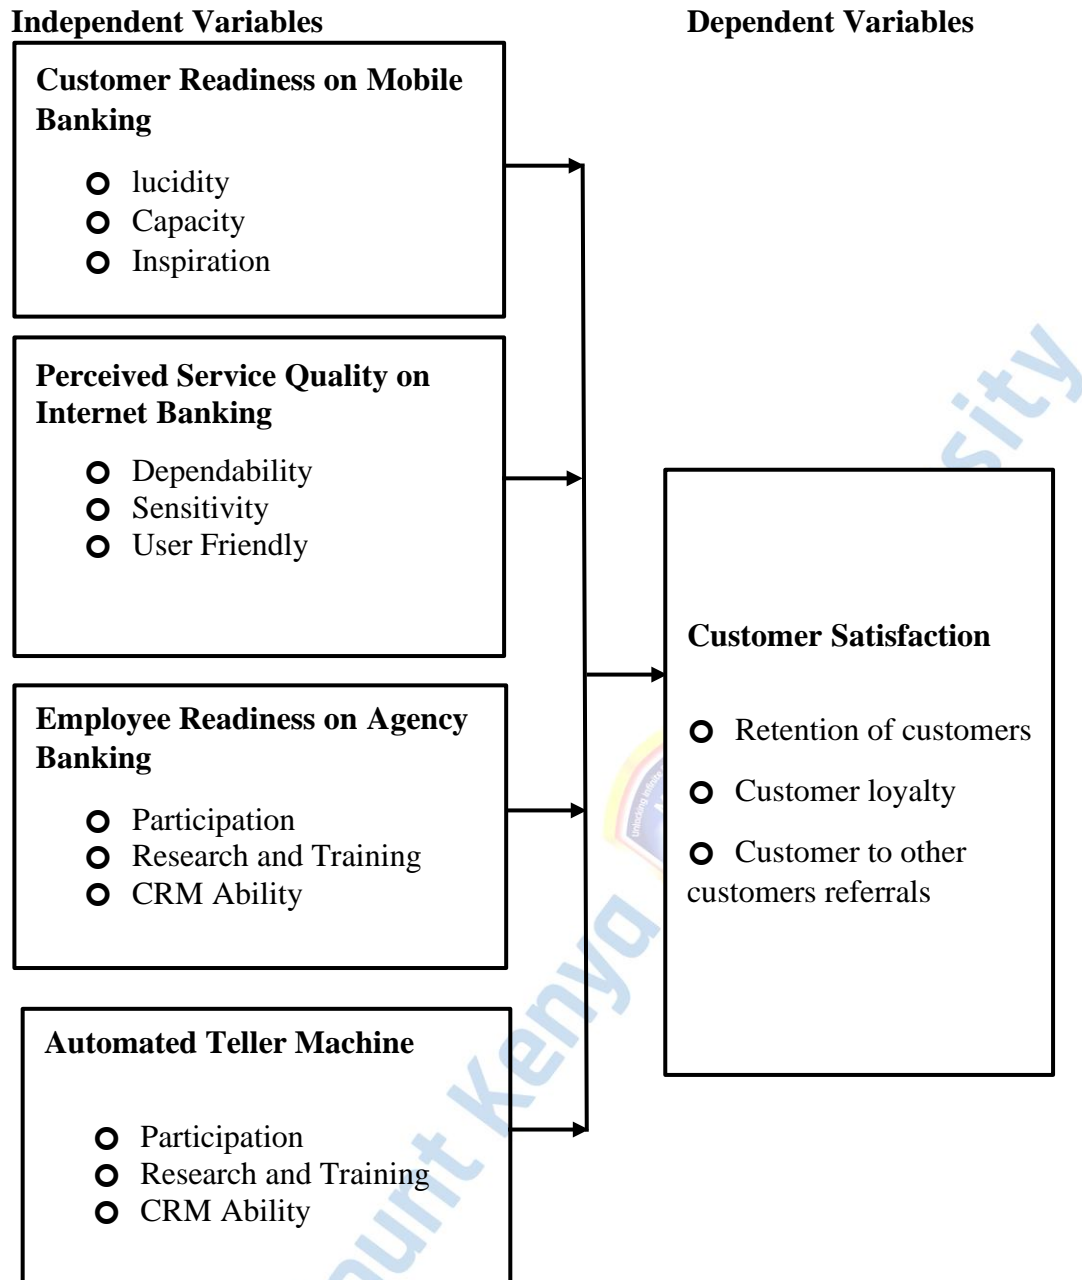 Independent Variables
Dependent Variables
Customer Readiness on Mobile
Banking
lucidity
Capacity
Inspiration
Perceived Service Quality on
Internet Banking
Dependability
Sensitivity
User Friendly
Employee Readiness on Agency
Banking
Participation
Research and Training
CRM Ability
Automated Teller Machine
Participation
Research and Training
CRM Ability
Customer Satisfaction
Retention of customers
Customer loyalty
Customer to other
customers referrals
Kenya